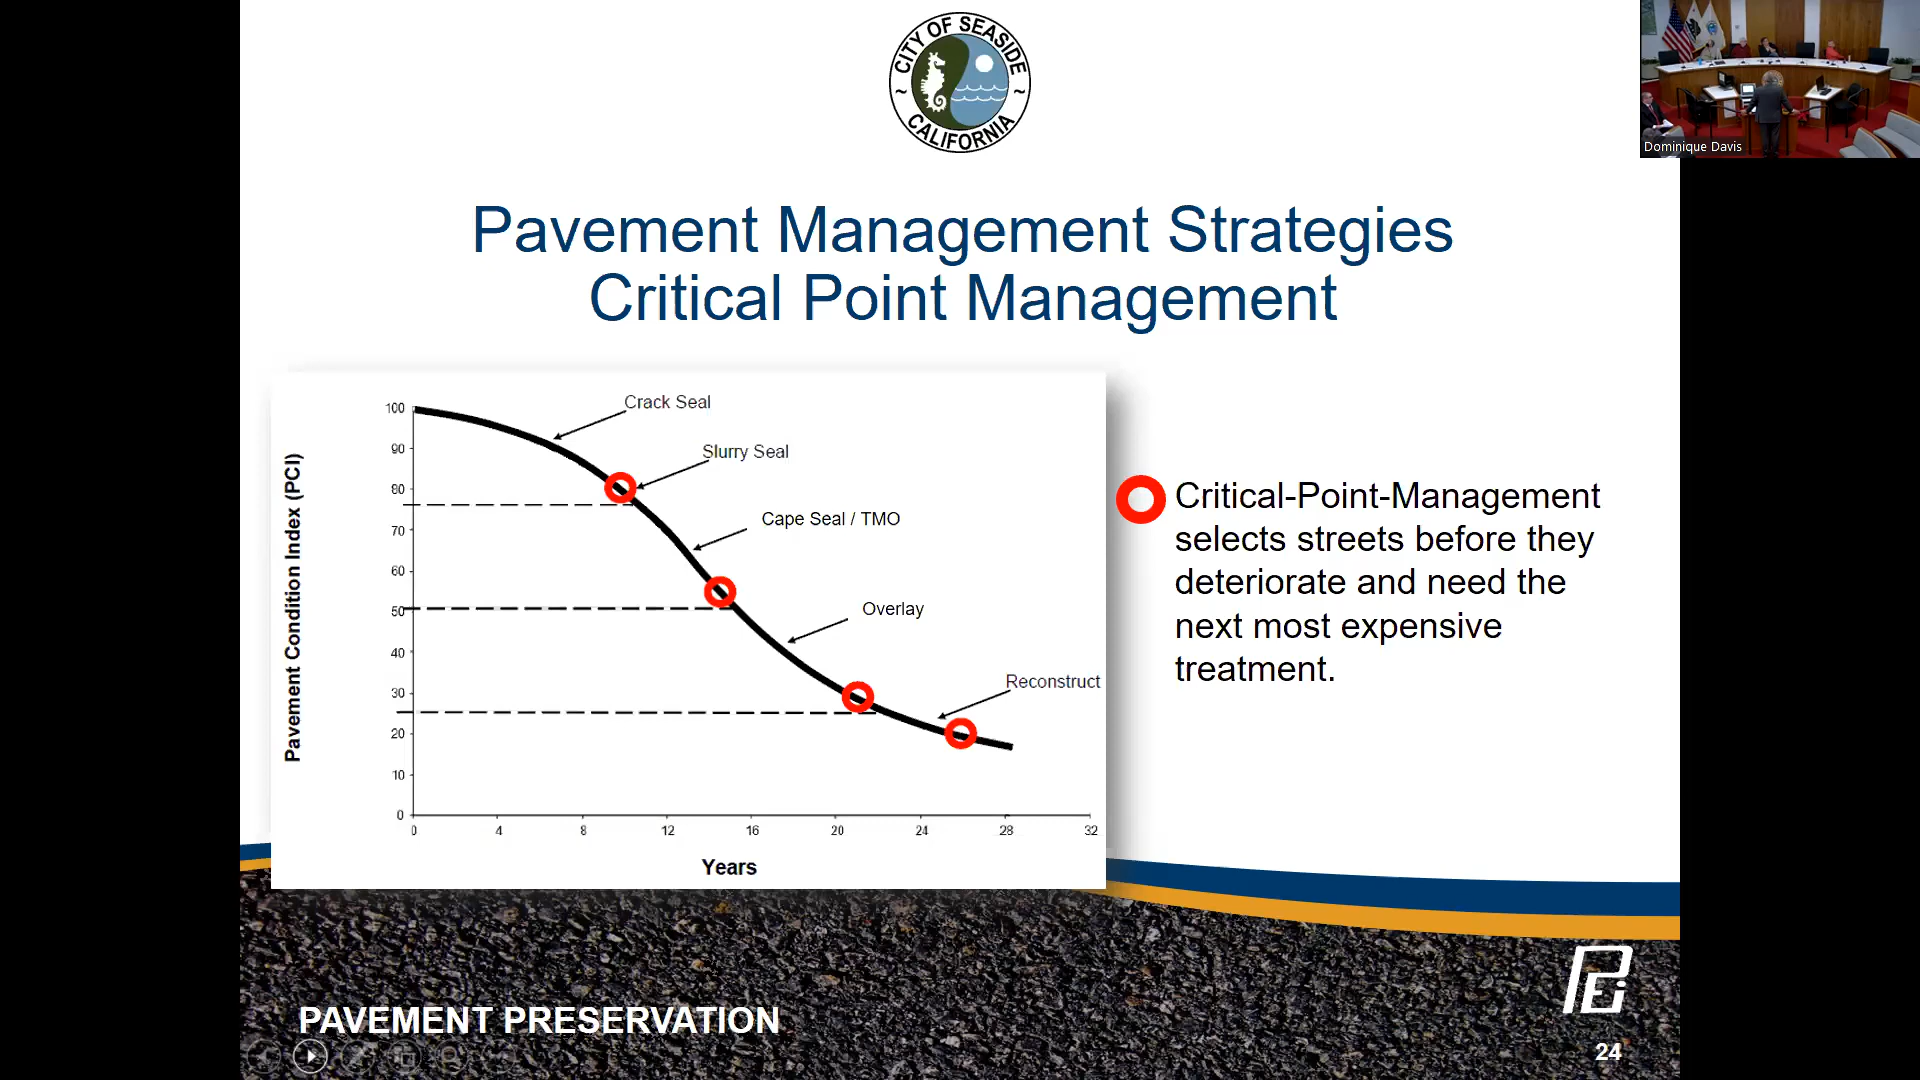 CITY OF SEASIDE
~ ~
CALIFORNIA
Dominique Davis
Pavement Management Strategies
Critical Point Management
Pavement Condition Index (PCI)
100
90
80
70
60
50
40
30
20
10
0
Crack Seal
Slurry Seal
Cape Seal / TMO
Overlay
Reconstruct
0 4 8 12 16 20 24 28 32
Years
Critical-Point-Management
selects streets before they
deteriorate and need the
next most expensive
treatment.
PEi
PAVEMENT PRESERVATION
24